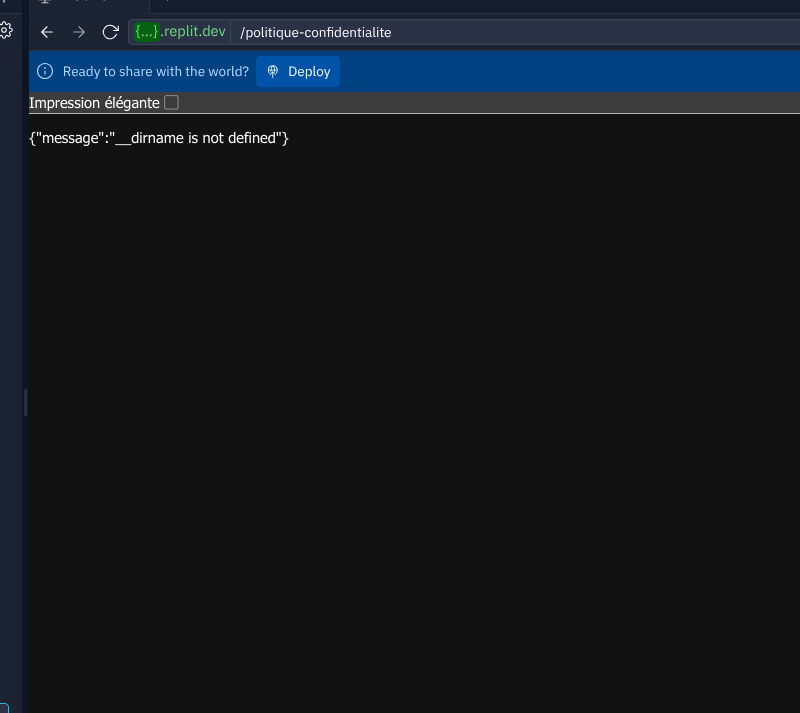 {...}.replit.dev /politique-confidentialite
Ready to share with the world? Deploy
Impression élégante
{"message":"__dirname is not defined"}